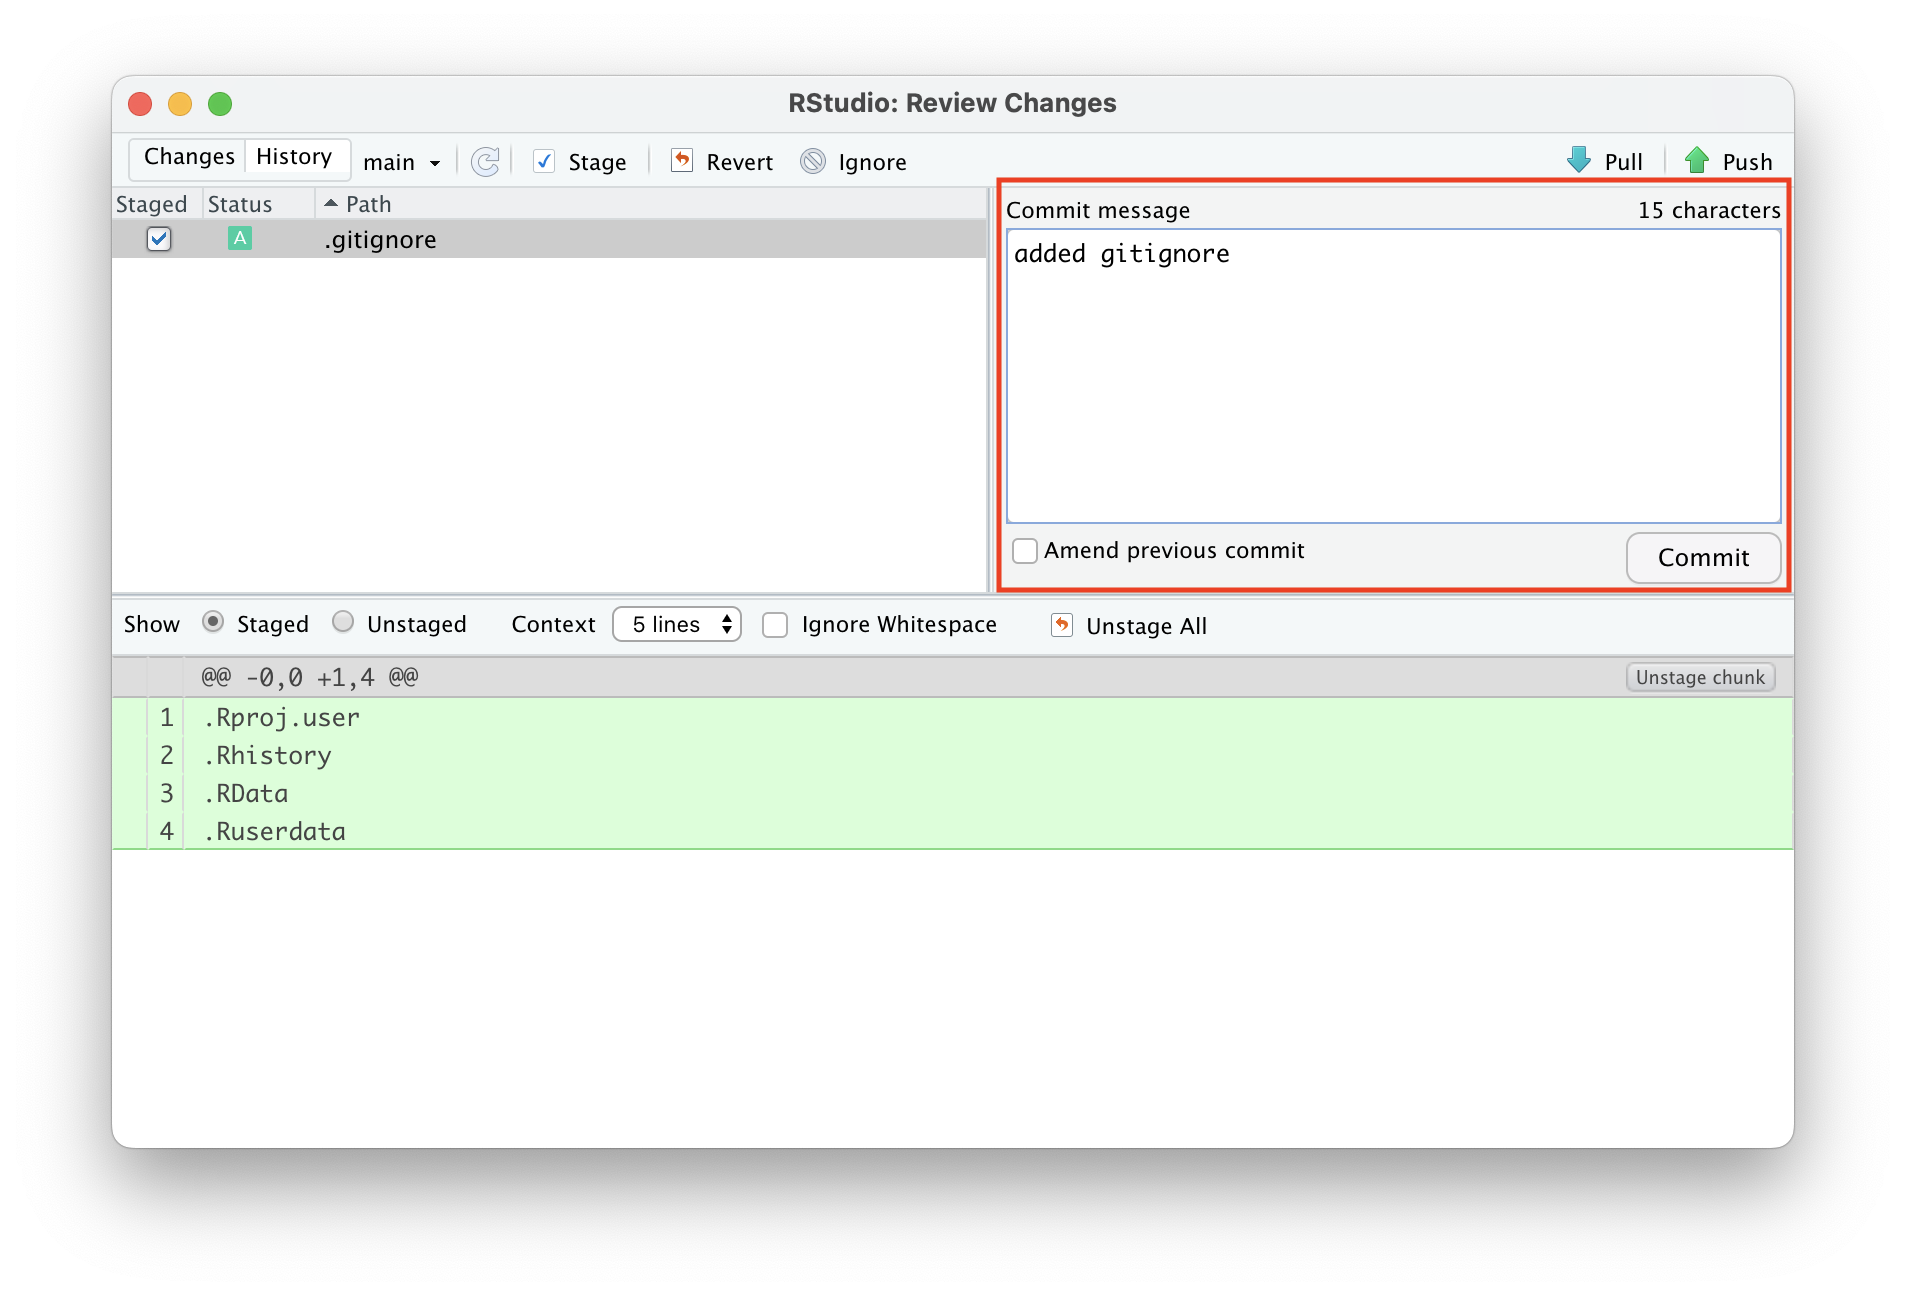 RStudio: Review Changes
Changes History main Stage Revert Ignore Pull Push
Staged Status Path
A .gitignore
Commit message 15 characters
added gitignore
Amend previous commit Commit
Show Staged Unstaged Context 5 lines Ignore Whitespace Unstage All
@@ -0,0 +1,4 @@ Unstage chunk
1 .Rproj.user
2 .Rhistory
3 .RData
4 .Ruserdata